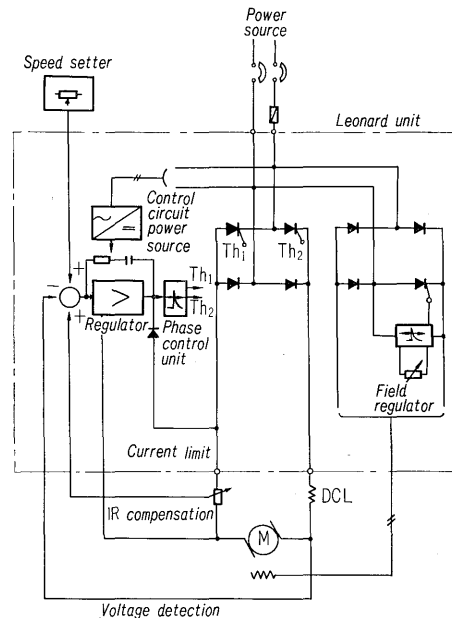 Power
source
Speed setter
Leonard unit
Control
circuit power
source
Th1
Th2
+
Th1
−
Th2
+
Regulator
Phase
control
unit
Field
regulator
Current limit
DCL
IR compensation
M
Voltage detection